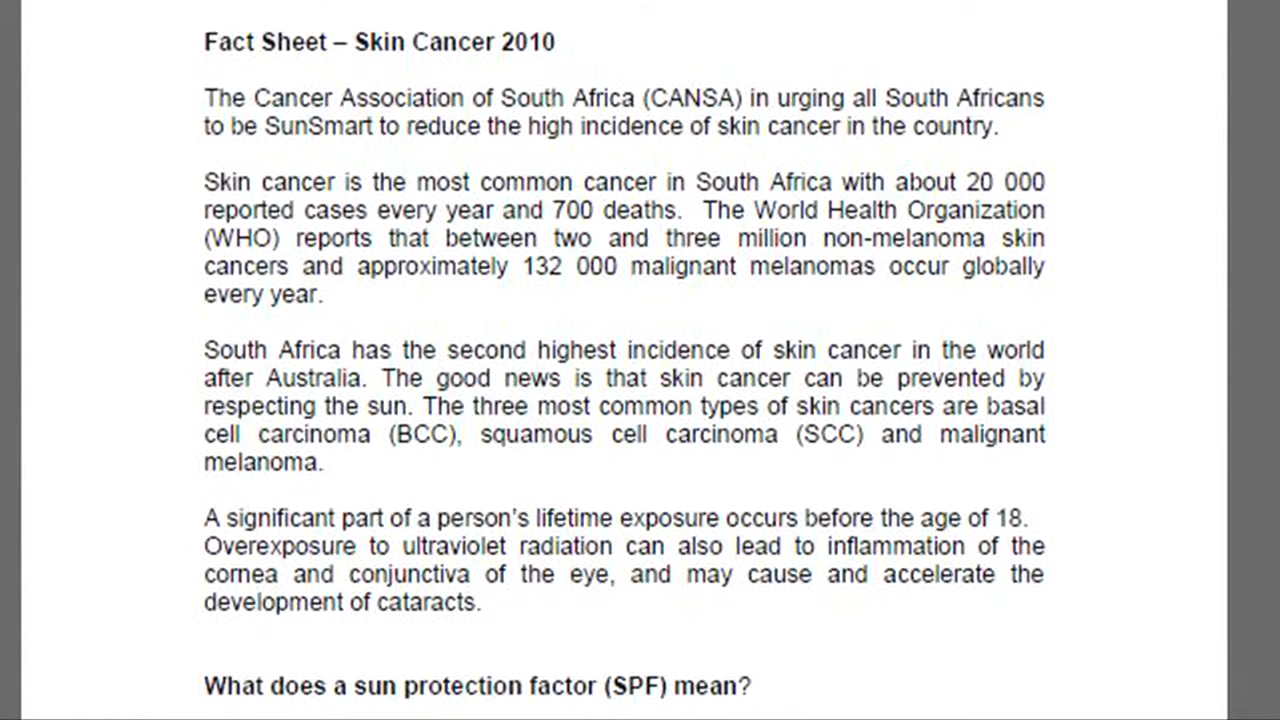 Fact Sheet – Skin Cancer 2010
The Cancer Association of South Africa (CANSA) in urging all South Africans
to be SunSmart to reduce the high incidence of skin cancer in the country.
Skin cancer is the most common cancer in South Africa with about 20 000
reported cases every year and 700 deaths.  The World Health Organization
(WHO) reports that between two and three million non-melanoma skin
cancers and approximately 132 000 malignant melanomas occur globally
every year.
South Africa has the second highest incidence of skin cancer in the world
after Australia. The good news is that skin cancer can be prevented by
respecting the sun. The three most common types of skin cancers are basal
cell carcinoma (BCC), squamous cell carcinoma (SCC) and malignant
melanoma.
A significant part of a person’s lifetime exposure occurs before the age of 18.
Overexposure to ultraviolet radiation can also lead to inflammation of the
cornea and conjunctiva of the eye, and may cause and accelerate the
development of cataracts.
What does a sun protection factor (SPF) mean?